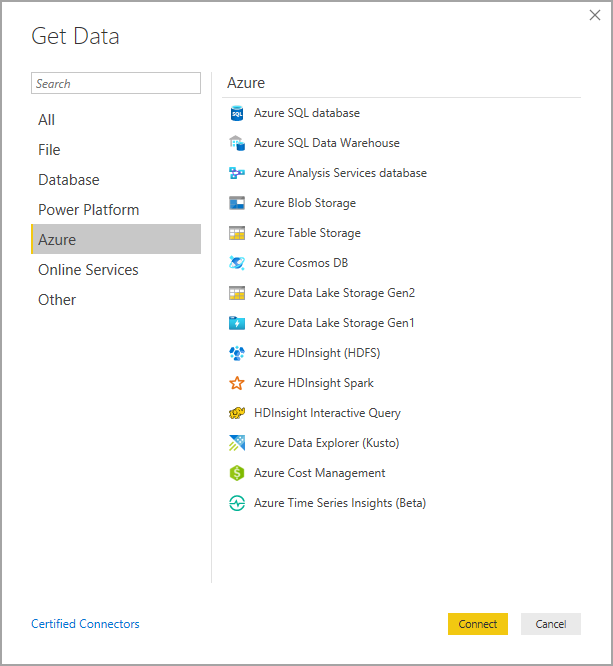 Get Data
Search
All
File
Database
Power Platform
Azure
Online Services
Other
Azure
Azure SQL database
Azure SQL Data Warehouse
Azure Analysis Services database
Azure Blob Storage
Azure Table Storage
Azure Cosmos DB
Azure Data Lake Storage Gen2
Azure Data Lake Storage Gen1
Azure HDInsight (HDFS)
Azure HDInsight Spark
HDInsight Interactive Query
Azure Data Explorer (Kusto)
Azure Cost Management
Azure Time Series Insights (Beta)
Certified Connectors
Connect
Cancel